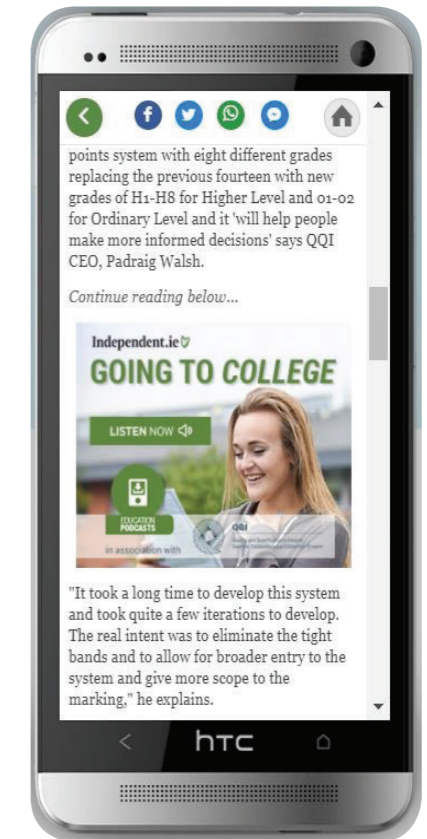 points system with eight different grades
replacing the previous fourteen with new
grades of H1-H8 for Higher Level and 01-02
for Ordinary Level and it 'will help people
make more informed decisions' says QQI
CEO, Padraig Walsh.
Continue reading below...
Independent.ie
GOING TO COLLEGE
LISTEN NOW
EDUCATION
PODCASTS
in association with
QQI
"It took a long time to develop this system
and took quite a few iterations to develop.
The real intent was to eliminate the tight
bands and to allow for broader entry to the
system and give more scope to the
marking," he explains.
hTC